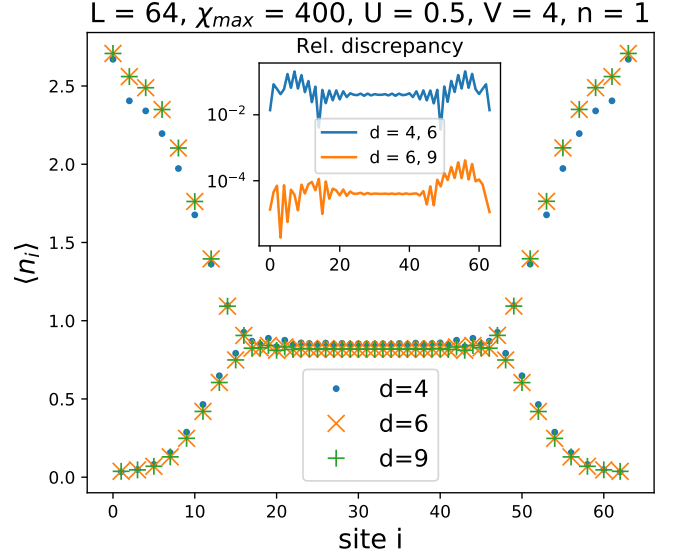 L = 64, χmax = 400, U = 0.5, V = 4, n = 1
Rel. discrepancy
10−2
10−4
d = 4, 6
d = 6, 9
0 20 40 60
2.5
2.0
1.5
1.0
0.5
0.0
⟨ni⟩
d=4
d=6
d=9
0 10 20 30 40 50 60
site i